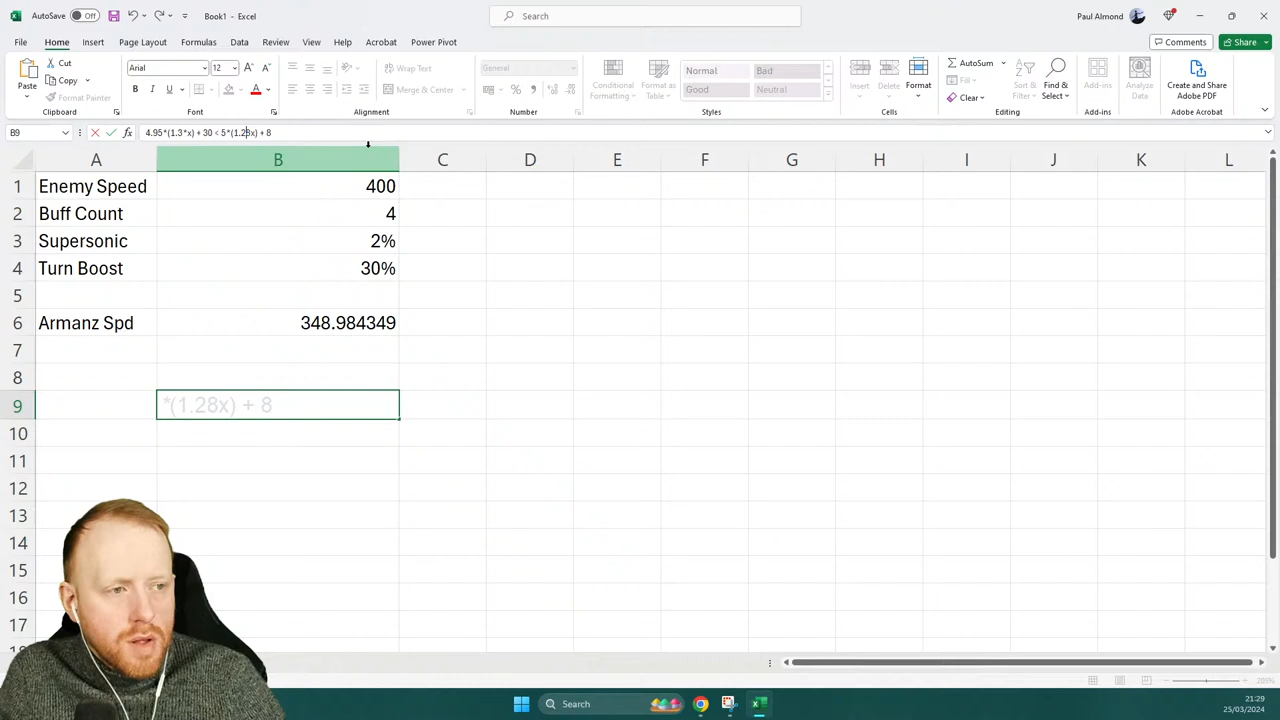 AutoSave Off Book1 - Excel Search Paul Almond
File Home Insert Page Layout Formulas Data Review View Help Acrobat Power Pivot Comments Share
Paste Cut Copy Format Painter Clipboard
Arial 12 A A B I U A Font
Wrap Text Merge & Center Alignment
General % Number
Conditional Formatting Format as Table Normal Bad Good Neutral Styles
Insert Delete Format Cells
AutoSum Fill Clear Sort & Filter Find & Select Editing
Add-ins Add-ins Analyze Data Create and Share Adobe PDF Adobe Acrobat
B9 fx 4.95*(1.3*x) + 30 < 5*(1.28x) + 8
A B C D E F G H I J K L
1 Enemy Speed 400
2 Buff Count 4
3 Supersonic 2%
4 Turn Boost 30%
5
6 Armanz Spd 348.984349
7
8
9 *(1.28x) + 8
10
11
12
13
14
15
16
17
205%
Search
21:29
25/03/2024